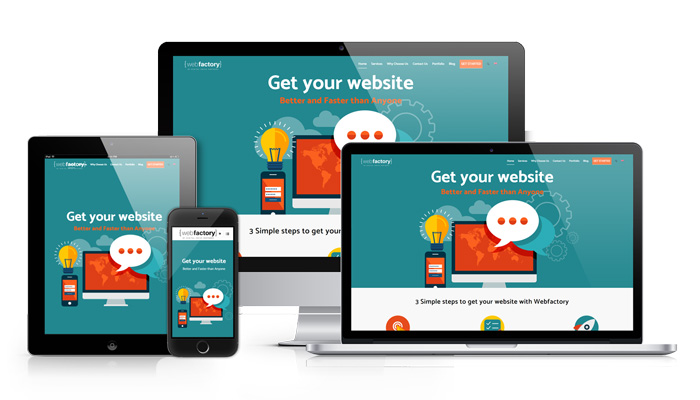 [webfactory]
Home Services Why Choose Us Contact Us Portfolio Blog GET STARTED
Get your website
Better and Faster than Anyone
3 Simple steps to get your
[webfactory]
Why Choose Us Contact Us Portfolio Blog GET STARTED
Get your website
Better and Faster than Anyone
[webfactory]
Get your website
Better and Faster than Anyone
[webfactory]
Home Services Why Choose Us Contact Us Portfolio Blog GET STARTED
Get your website
Better and Faster than Anyone
3 Simple steps to get your website with Webfactory